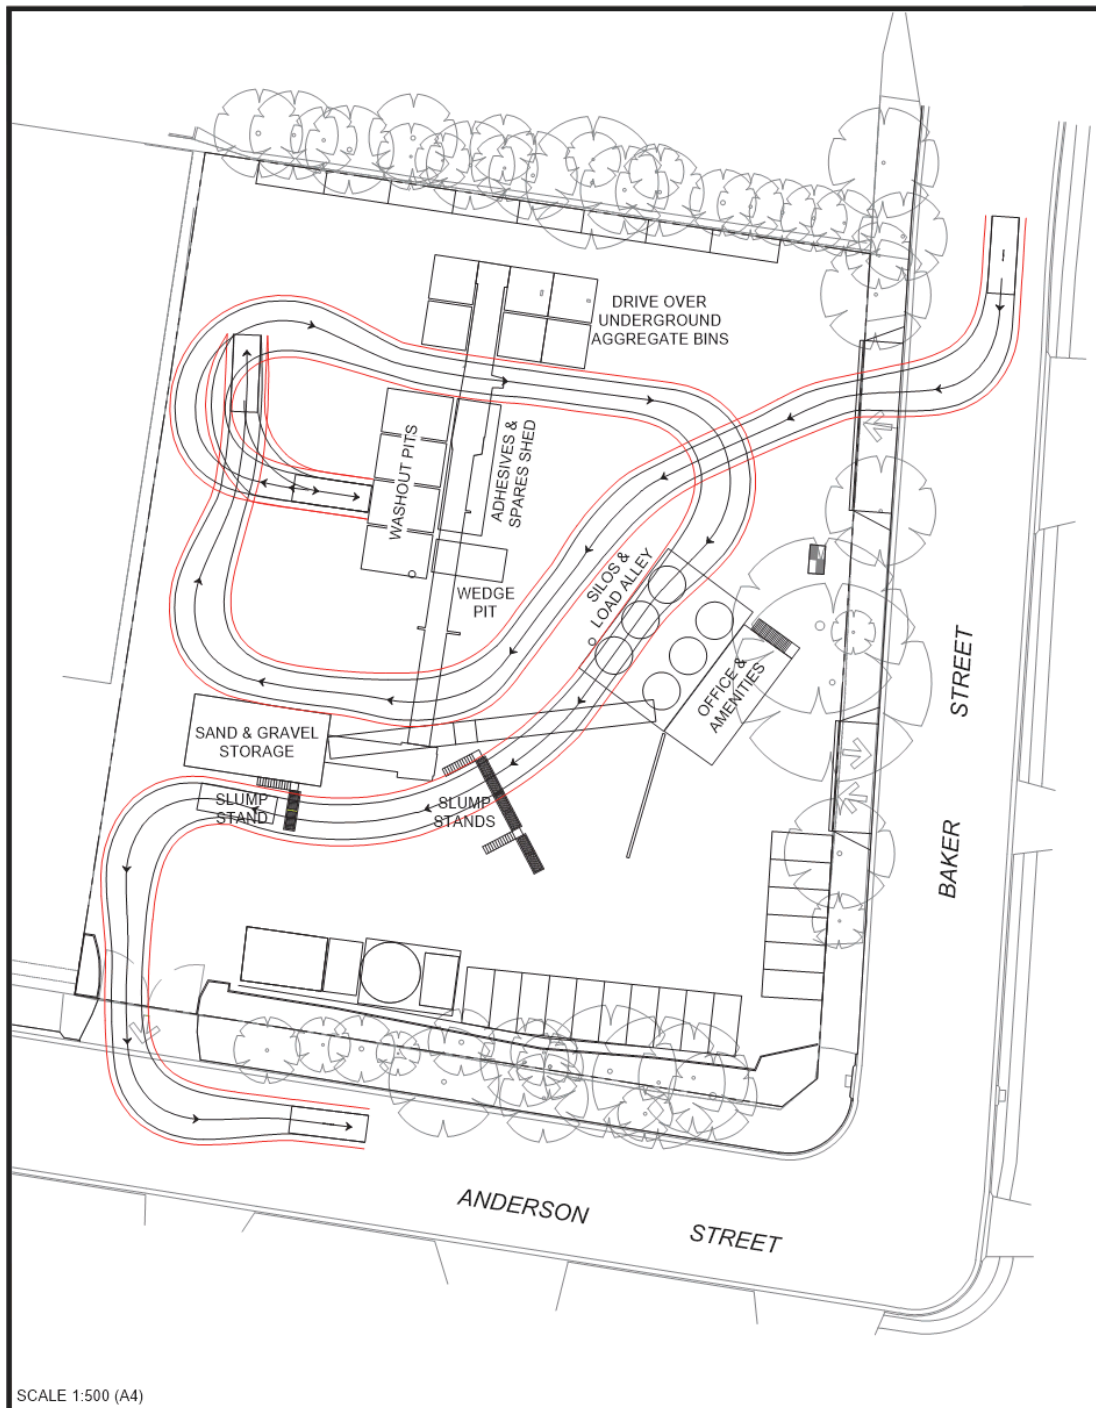 DRIVE OVER
UNDERGROUND
AGGREGATE BINS
WASHOUT PITS
ADHESIVES &
SPARES SHED
WEDGE
PIT
SILOS &
LOAD ALLEY
OFFICE &
AMENITIES
SAND & GRAVEL
STORAGE
SLUMP
STAND
SLUMP
STANDS
BAKER STREET
ANDERSON STREET
SCALE 1:500 (A4)